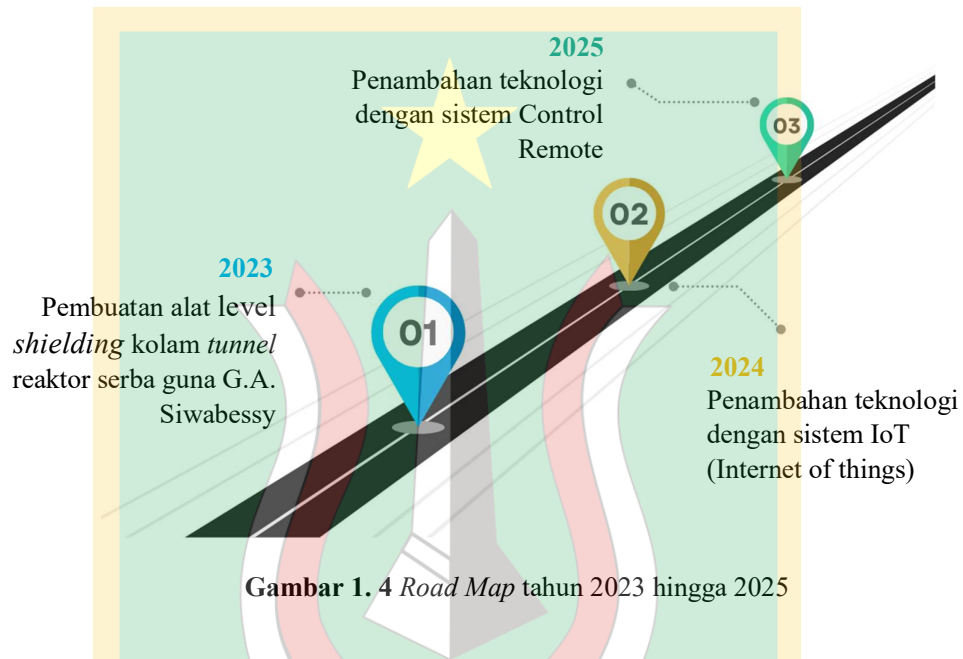 2023
Pembuatan alat level
shielding kolam tunnel
reaktor serba guna G.A.
Siwabessy
01
2024
Penambahan teknologi
dengan sistem IoT
(Internet of things)
02
2025
Penambahan teknologi
dengan sistem Control
Remote
03
Gambar 1. 4 Road Map tahun 2023 hingga 2025